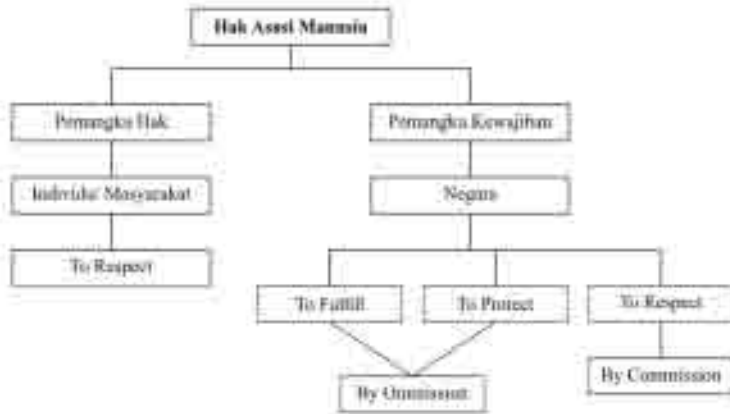 Hak Asasi Manusia
Pemangku Hak
Pemangku Kewajiban
Individu/ Masyarakat
Negara
To Respect
To Fulfill
To Protect
To Respect
By Ommission
By Commission